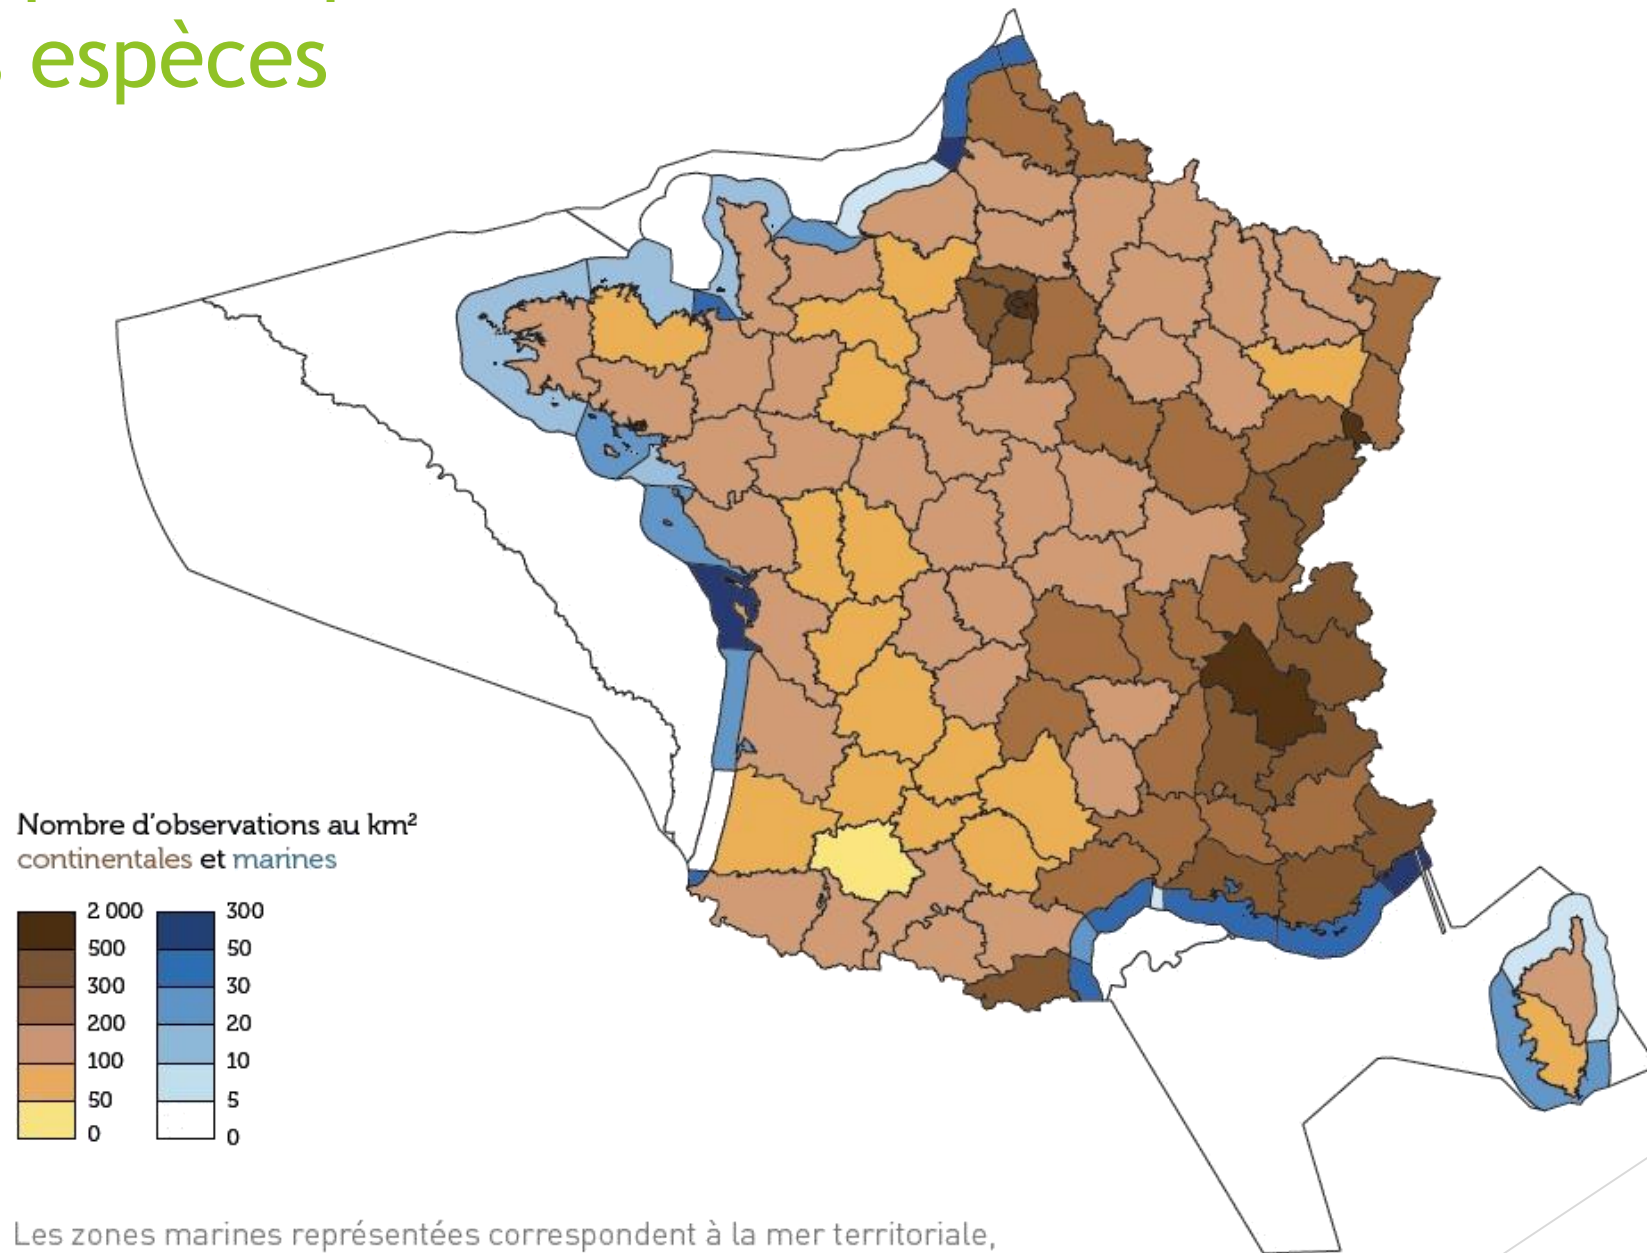 espèces
Nombre d'observations au km²
continentales et marines
2 000 300
500 50
300 30
200 20
100 10
50 5
0 0
Les zones marines représentées correspondent à la mer territoriale,